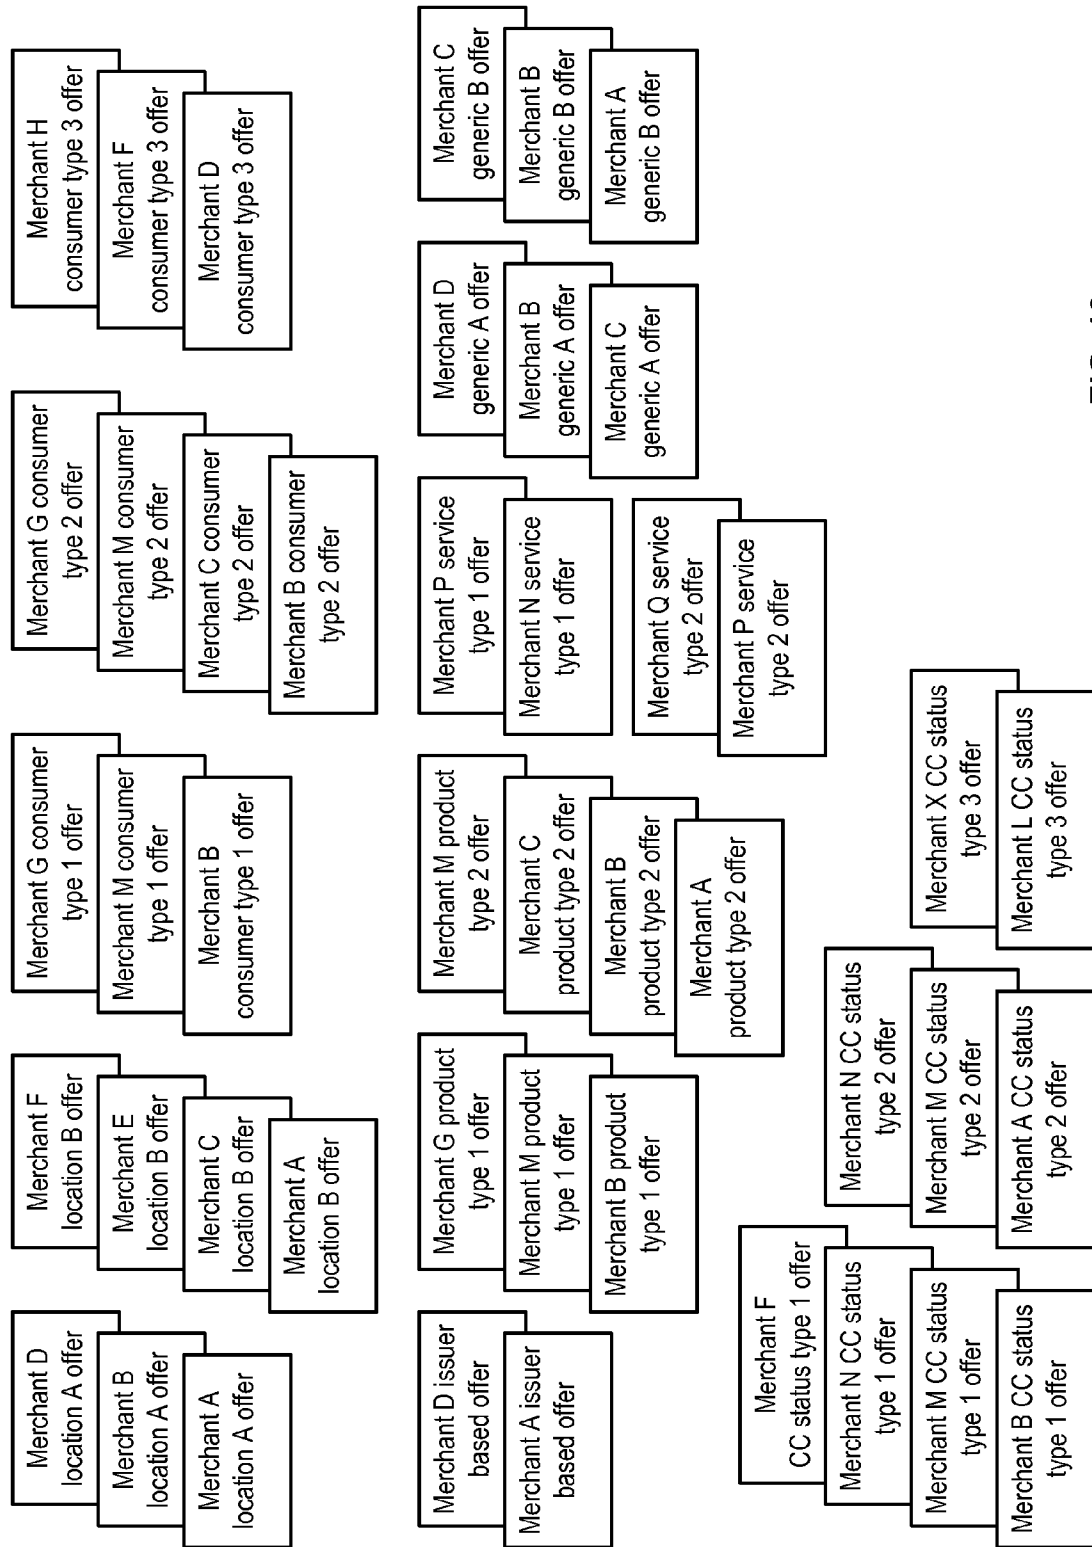 Merchant D
location A offer
Merchant B
location A offer
Merchant A
location A offer
Merchant F
location B offer
Merchant E
location B offer
Merchant C
location B offer
Merchant A
location B offer
Merchant G consumer
type 1 offer
Merchant M consumer
type 1 offer
Merchant B
consumer type 1 offer
Merchant G consumer
type 2 offer
Merchant M consumer
type 2 offer
Merchant C consumer
type 2 offer
Merchant B consumer
type 2 offer
Merchant H
consumer type 3 offer
Merchant F
consumer type 3 offer
Merchant D
consumer type 3 offer
Merchant D issuer
based offer
Merchant A issuer
based offer
Merchant G product
type 1 offer
Merchant M product
type 1 offer
Merchant B product
type 1 offer
Merchant M product
type 2 offer
Merchant C
product type 2 offer
Merchant B
product type 2 offer
Merchant A
product type 2 offer
Merchant P service
type 1 offer
Merchant N service
type 1 offer
Merchant Q service
type 2 offer
Merchant P service
type 2 offer
Merchant D
generic A offer
Merchant B
generic A offer
Merchant C
generic A offer
Merchant C
generic B offer
Merchant B
generic B offer
Merchant A
generic B offer
Merchant F
CC status type 1 offer
Merchant N CC status
type 1 offer
Merchant M CC status
type 1 offer
Merchant B CC status
type 1 offer
Merchant N CC status
type 2 offer
Merchant M CC status
type 2 offer
Merchant A CC status
type 2 offer
Merchant X CC status
type 3 offer
Merchant L CC status
type 3 offer